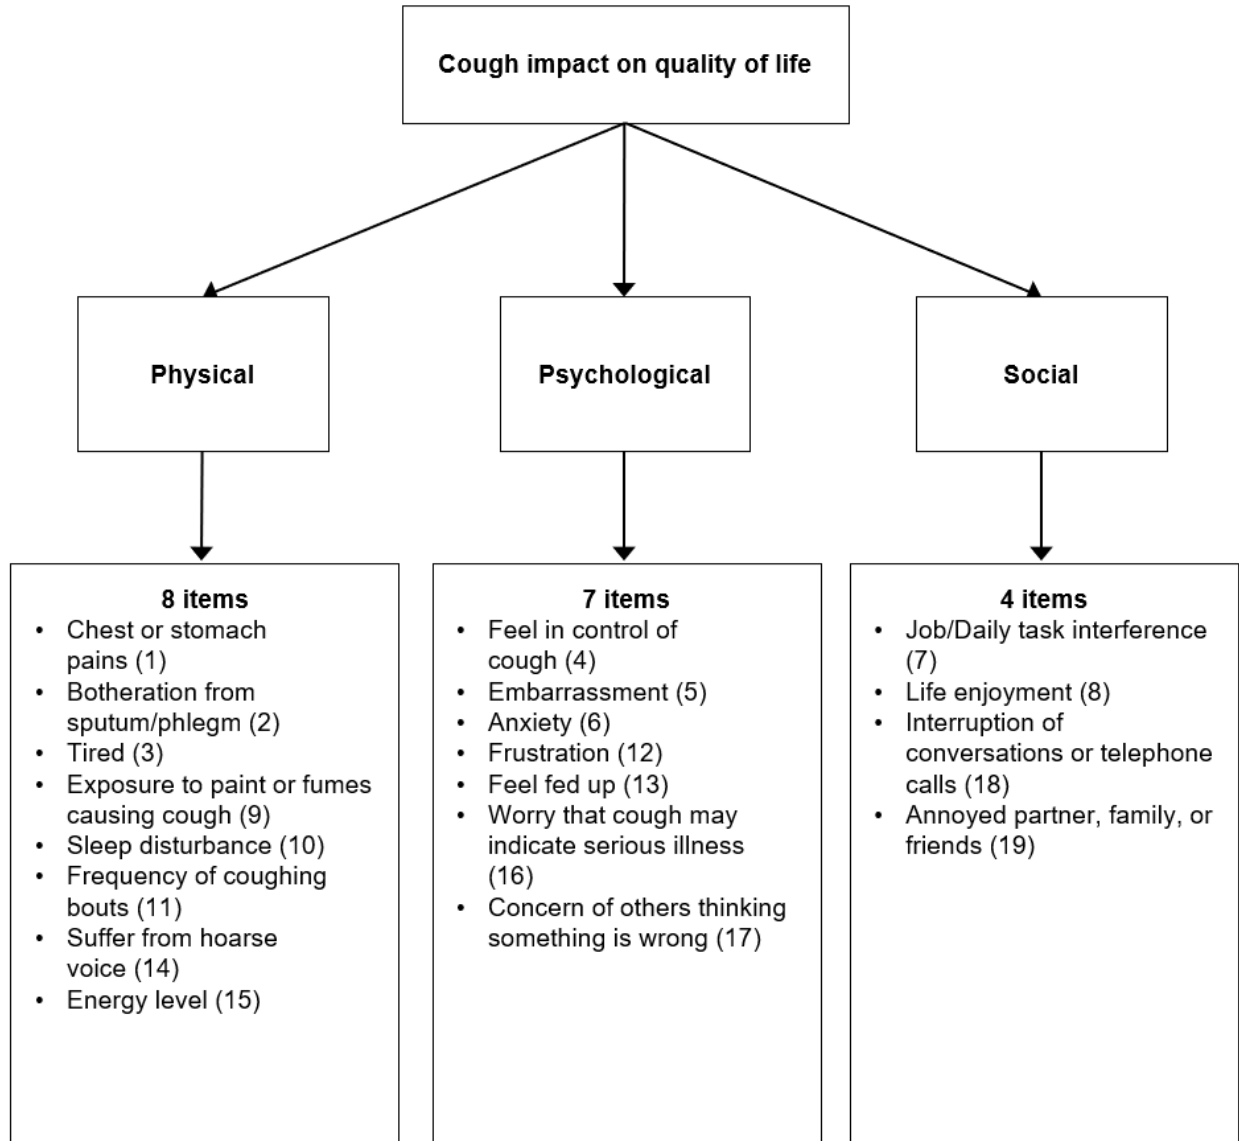 Cough impact on quality of life
Physical
Psychological
Social
8 items
• Chest or stomach
pains (1)
• Botheration from
sputum/phlegm (2)
• Tired (3)
• Exposure to paint or fumes
causing cough (9)
• Sleep disturbance (10)
• Frequency of coughing
bouts (11)
• Suffer from hoarse
voice (14)
• Energy level (15)
7 items
• Feel in control of
cough (4)
• Embarrassment (5)
• Anxiety (6)
• Frustration (12)
• Feel fed up (13)
• Worry that cough may
indicate serious illness
(16)
• Concern of others thinking
something is wrong (17)
4 items
• Job/Daily task interference
(7)
• Life enjoyment (8)
• Interruption of
conversations or telephone
calls (18)
• Annoyed partner, family, or
friends (19)